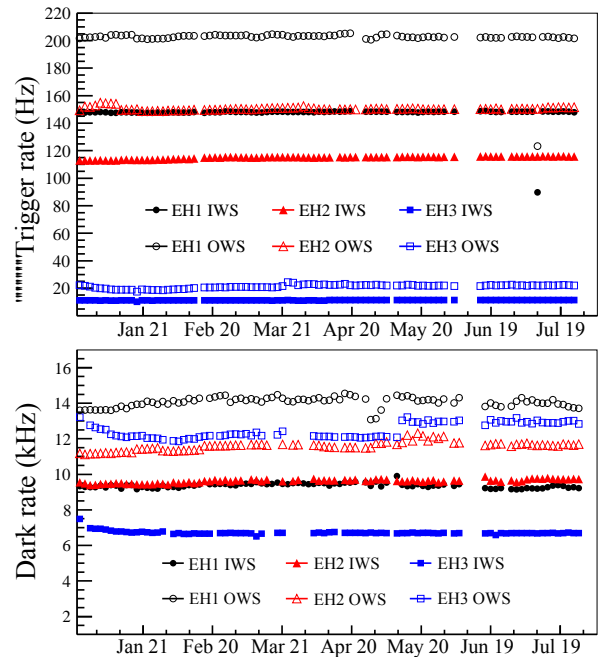 Trigger rate (Hz)
220
200
180
160
140
120
100
80
60
40
20
EH1 IWS EH2 IWS EH3 IWS
EH1 OWS EH2 OWS EH3 OWS
Jan 21 Feb 20 Mar 21 Apr 20 May 20 Jun 19 Jul 19
Dark rate (kHz)
16
14
12
10
8
6
4
2
EH1 IWS EH2 IWS EH3 IWS
EH1 OWS EH2 OWS EH3 OWS
Jan 21 Feb 20 Mar 21 Apr 20 May 20 Jun 19 Jul 19